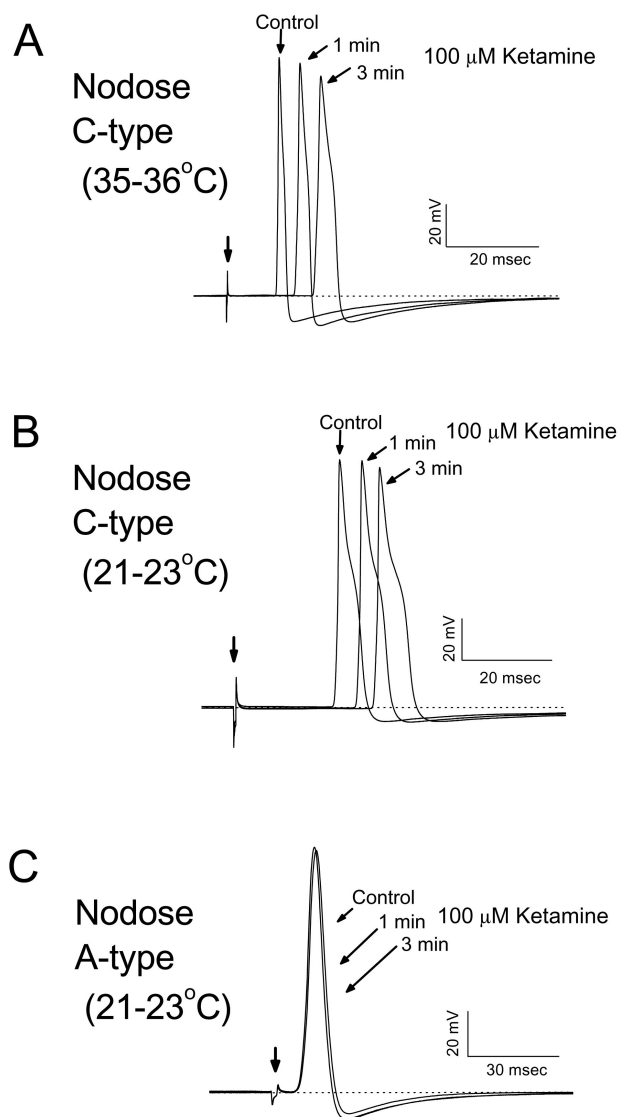 A
Nodose
C-type
(35-36°C)
Control
1 min
3 min
100 μM Ketamine
20 mV
20 msec
B
Nodose
C-type
(21-23°C)
Control
1 min
3 min
100 μM Ketamine
20 mV
20 msec
C
Nodose
A-type
(21-23°C)
Control
1 min
3 min
100 μM Ketamine
20 mV
30 msec